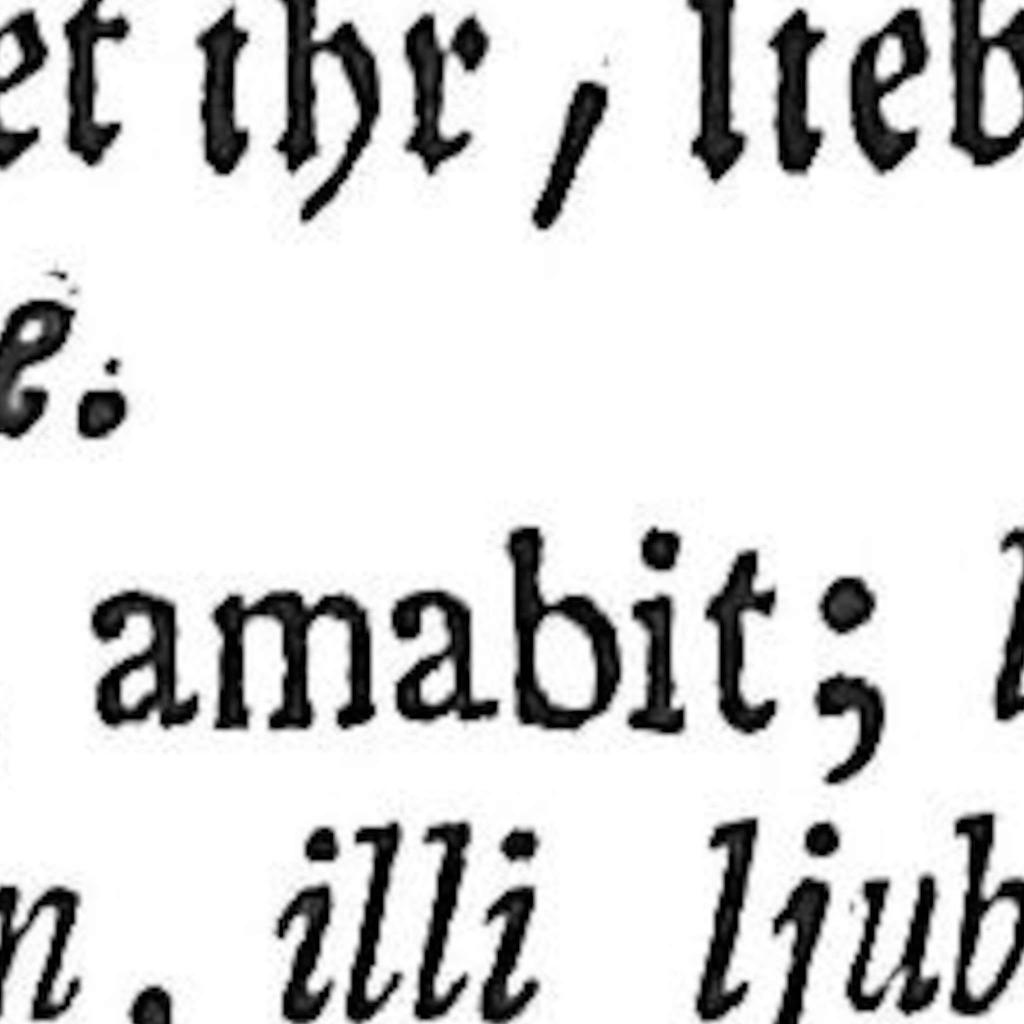 et ihr / lieb
e.
amabit; l
n, illi ljub